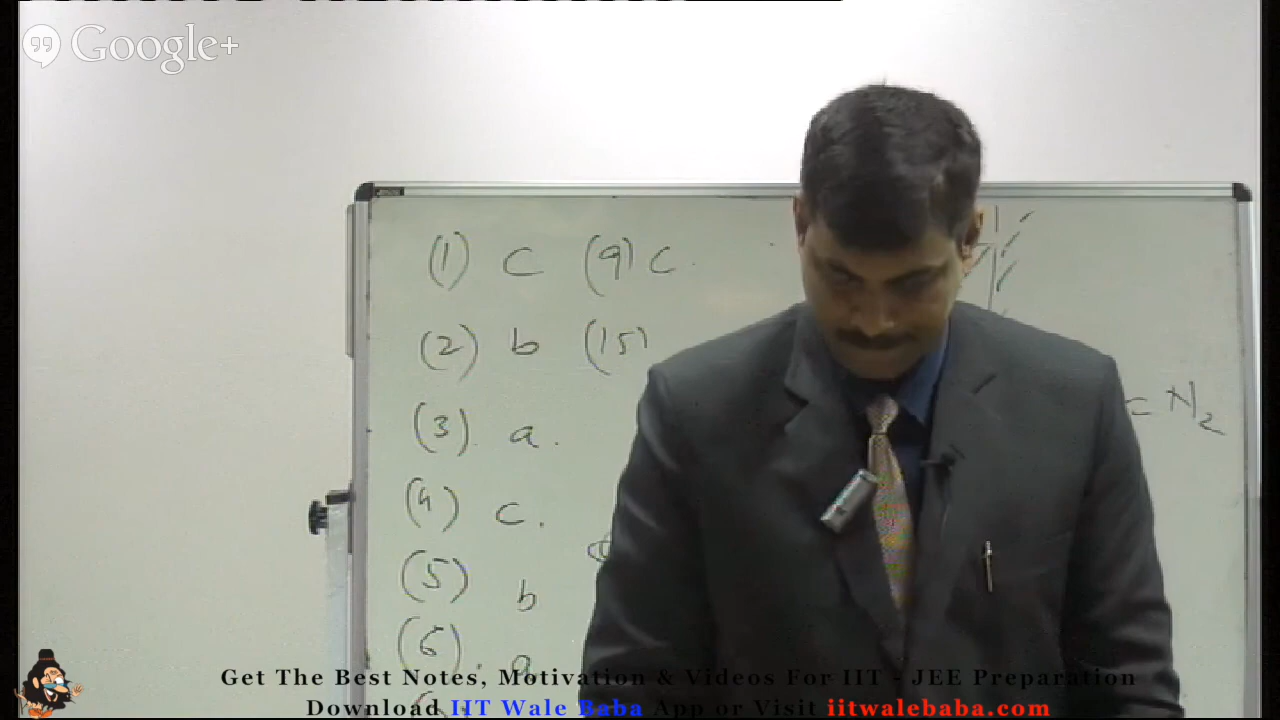 Google+
(1) c (9) c.
(2) b (15)
(3). a.
(4) c.
= N2
(5) b
(6). a
Get The Best Notes, Motivation & Videos For IIT - JEE Preparation
Download IIT Wale Baba App or Visit iitwalebaba.com